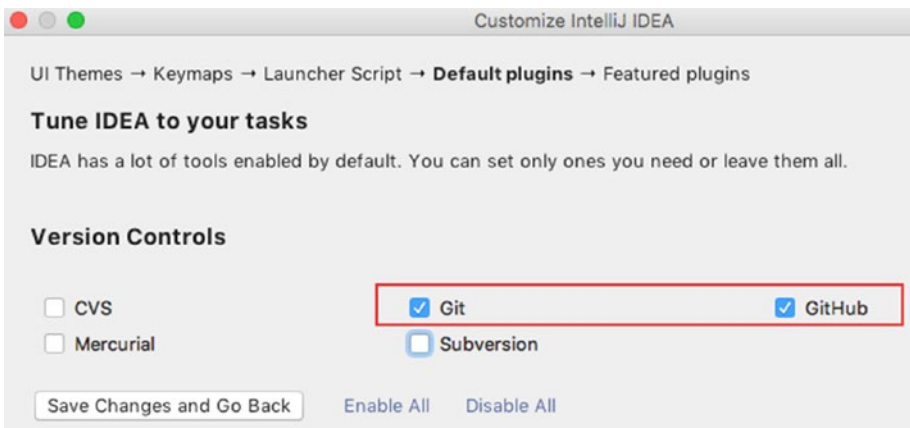 Customize IntelliJ IDEA
UI Themes → Keymaps → Launcher Script → Default plugins → Featured plugins
Tune IDEA to your tasks
IDEA has a lot of tools enabled by default. You can set only ones you need or leave them all.
Version Controls
CVS Git GitHub
Mercurial Subversion
Save Changes and Go Back Enable All Disable All